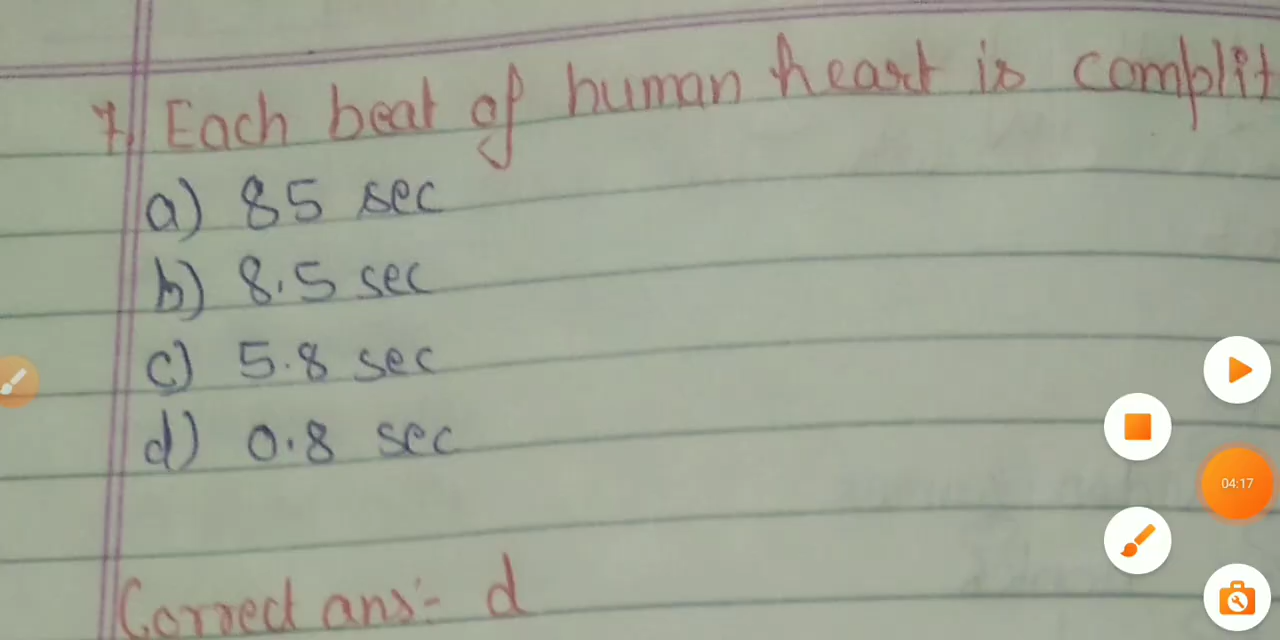 7. Each beat of human heart is complit
a) 85 sec
b) 8.5 sec
c) 5.8 sec
d) 0.8 sec
Correct ans:- d
04:17